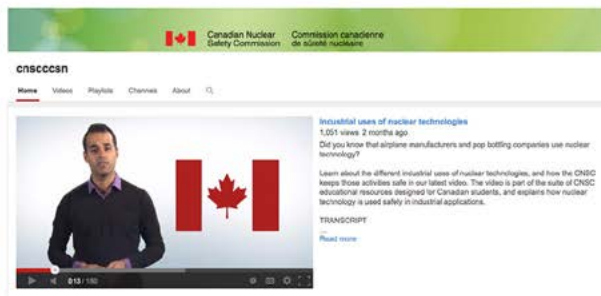 Canadian Nuclear Commission canadienne
Safety Commission de sûreté nucléaire
cnscccsn
Home Videos Playlists Channels About
Industrial uses of nuclear technologies
1,051 views 2 months ago
Did you know that airplane manufacturers and pop bottling companies use nuclear
technology?
Learn about the different industrial uses of nuclear technologies, and how the CNSC
keeps those activities safe in our latest video. The video is part of the suite of CNSC
educational resources designed for Canadian students, and explains how nuclear
technology is used safely in industrial applications.
TRANSCRIPT
...
Read more
0:13 / 1:50